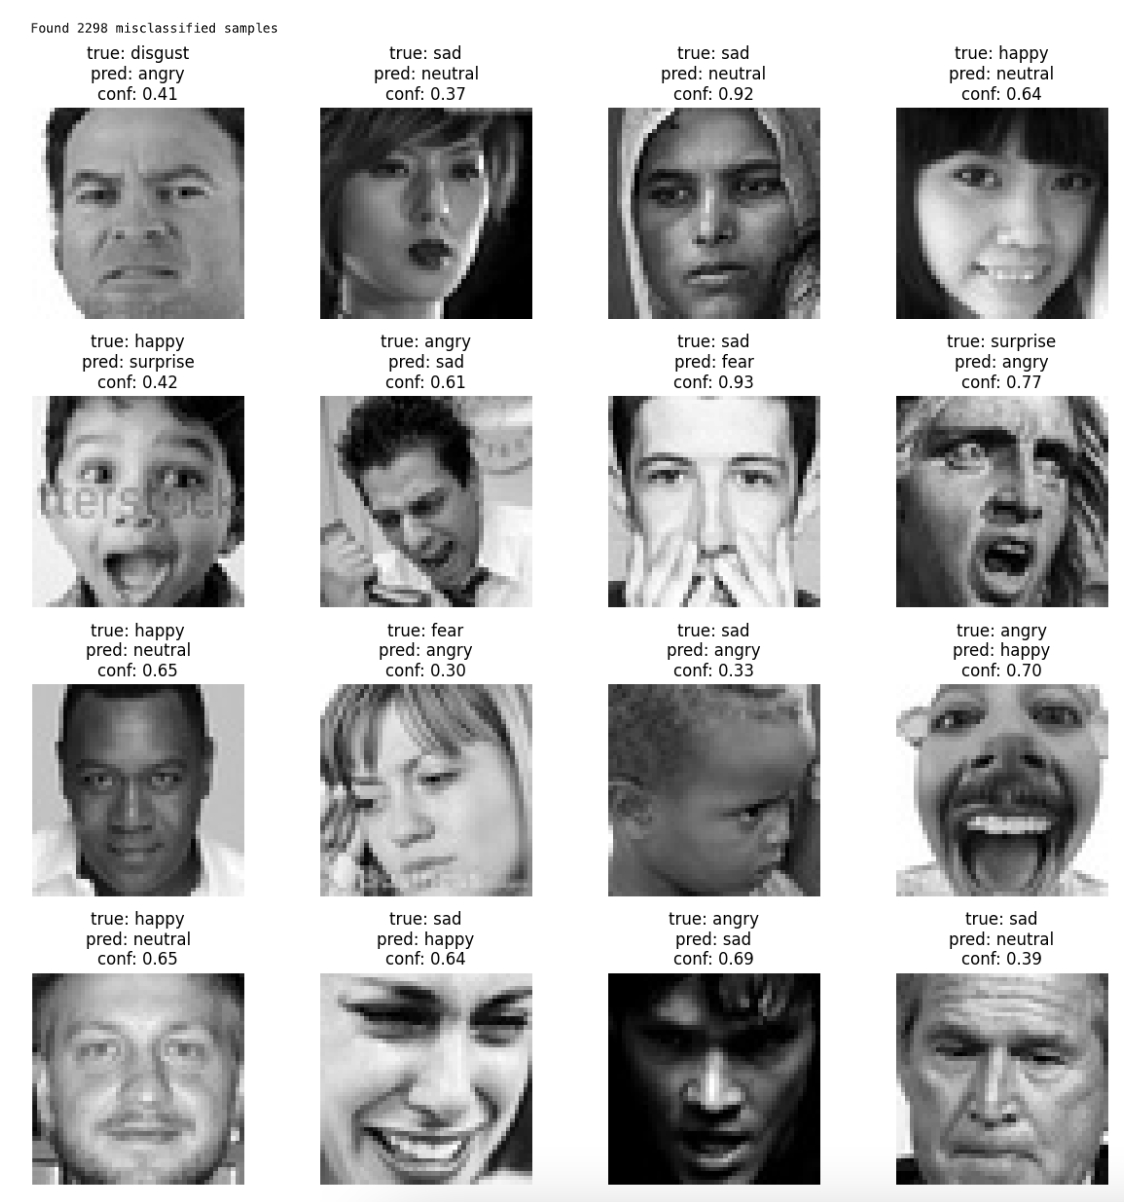 Found 2298 misclassified samples
true: disgust
pred: angry
conf: 0.41
true: sad
pred: neutral
conf: 0.37
true: sad
pred: neutral
conf: 0.92
true: happy
pred: neutral
conf: 0.64
true: happy
pred: surprise
conf: 0.42
true: angry
pred: sad
conf: 0.61
true: sad
pred: fear
conf: 0.93
true: surprise
pred: angry
conf: 0.77
tterstock
true: happy
pred: neutral
conf: 0.65
true: fear
pred: angry
conf: 0.30
true: sad
pred: angry
conf: 0.33
true: angry
pred: happy
conf: 0.70
true: happy
pred: neutral
conf: 0.65
true: sad
pred: happy
conf: 0.64
true: angry
pred: sad
conf: 0.69
true: sad
pred: neutral
conf: 0.39